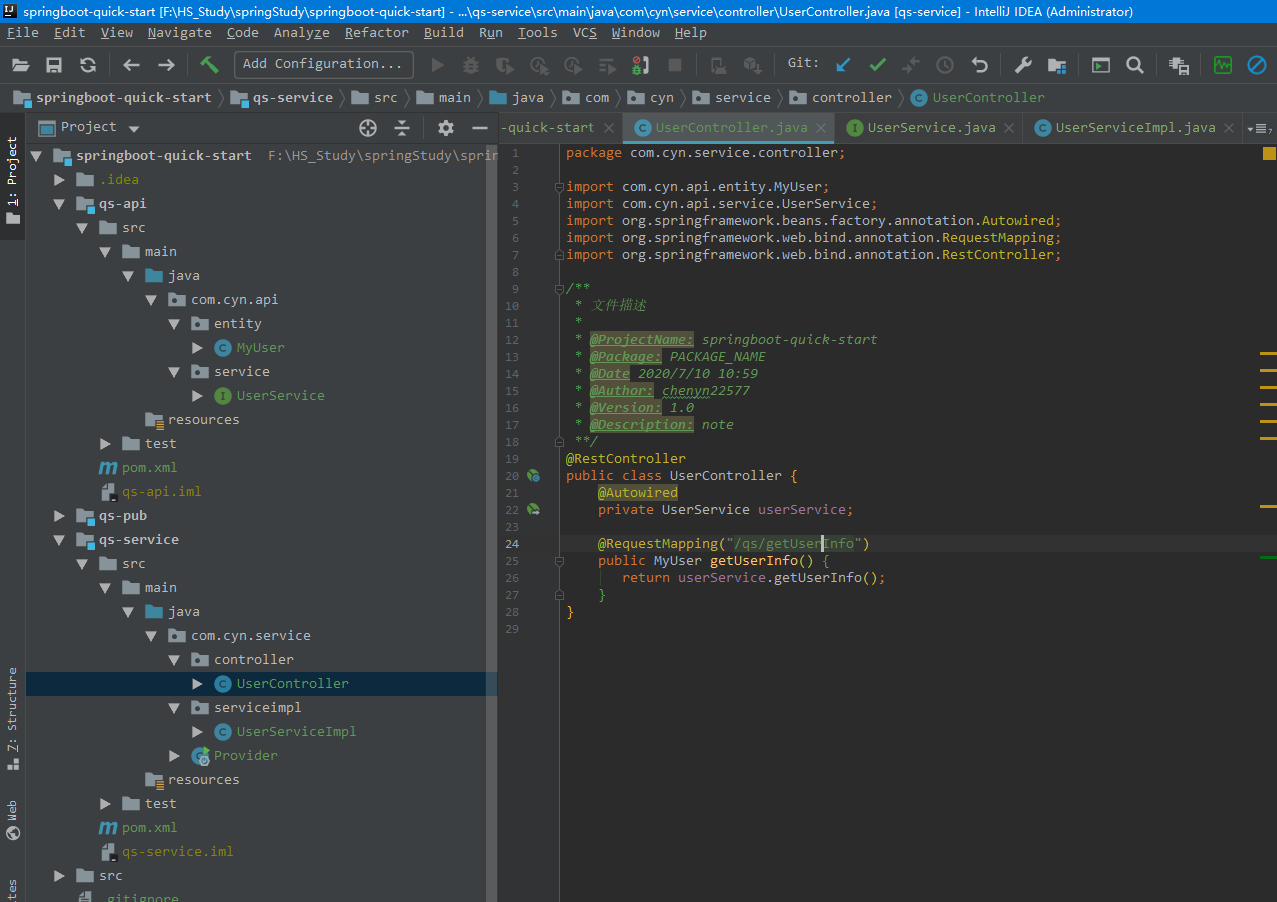 springboot-quick-start [F:\HS_Study\springStudy\springboot-quick-start] - ...\qs-service\src\main\java\com\cyn\service\controller\UserController.java [qs-service] - IntelliJ IDEA (Administrator)
File Edit View Navigate Code Analyze Refactor Build Run Tools VCS Window Help
Add Configuration... Git:
springboot-quick-start qs-service src main java com cyn service controller UserController
Project -quick-start UserController.java UserService.java UserServiceImpl.java
1: Project
Z: Structure
Web
springboot-quick-start F:\HS_Study\springStudy\sprin
.idea
qs-api
src
main
java
com.cyn.api
entity
MyUser
service
UserService
resources
test
pom.xml
qs-api.iml
qs-pub
qs-service
src
main
java
com.cyn.service
controller
UserController
serviceimpl
UserServiceImpl
Provider
resources
test
pom.xml
qs-service.iml
src
.gitignore
1 package com.cyn.service.controller;
2
3 import com.cyn.api.entity.MyUser;
4 import com.cyn.api.service.UserService;
5 import org.springframework.beans.factory.annotation.Autowired;
6 import org.springframework.web.bind.annotation.RequestMapping;
7 import org.springframework.web.bind.annotation.RestController;
8
9 /**
10 * 文件描述
11 *
12 * @ProjectName: springboot-quick-start
13 * @Package: PACKAGE_NAME
14 * @Date 2020/7/10 10:59
15 * @Author: chenyn22577
16 * @Version: 1.0
17 * @Description: note
18 **/
19 @RestController
20 public class UserController {
21 @Autowired
22 private UserService userService;
23
24 @RequestMapping("/qs/getUserInfo")
25 public MyUser getUserInfo() {
26 return userService.getUserInfo();
27 }
28 }
29